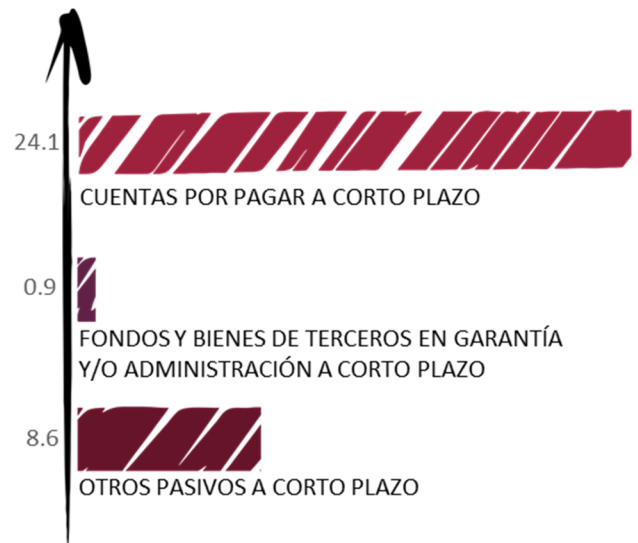 24.1
CUENTAS POR PAGAR A CORTO PLAZO
0.9
FONDOS Y BIENES DE TERCEROS EN GARANTÍA
Y/O ADMINISTRACIÓN A CORTO PLAZO
8.6
OTROS PASIVOS A CORTO PLAZO